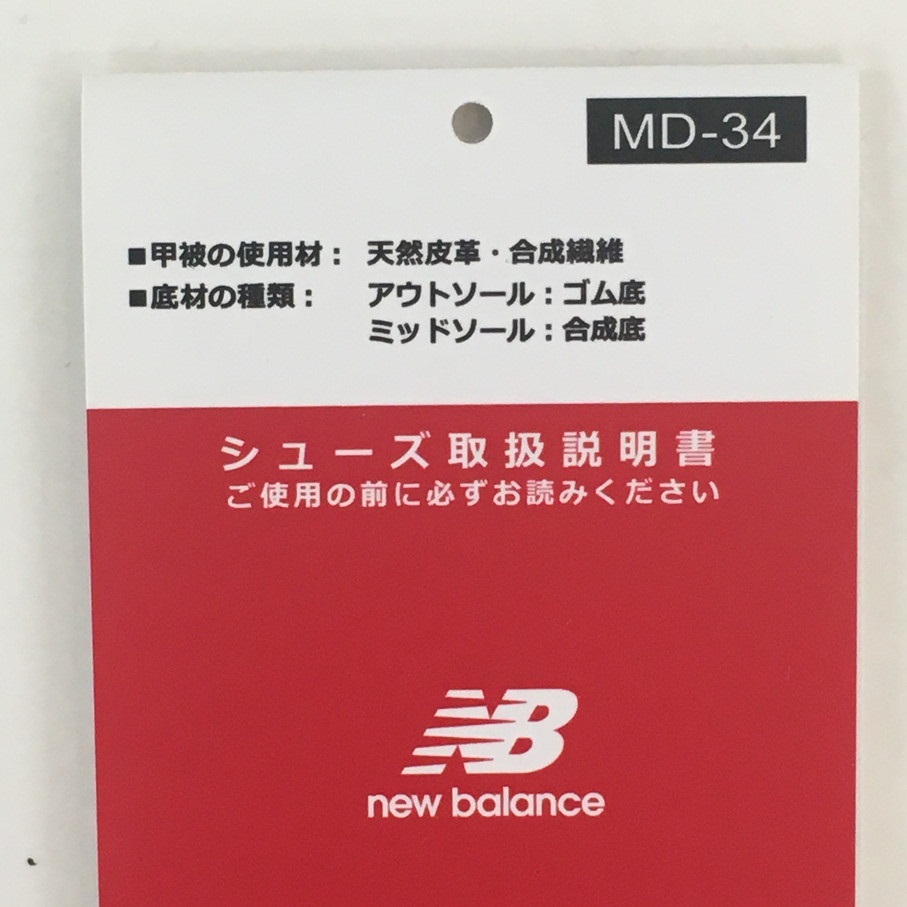 MD-34
■甲被の使用材： 天然皮革・合成繊維
■底材の種類： アウトソール：ゴム底
ミッドソール：合成底
シューズ取扱説明書
ご使用の前に必ずお読みください
NB
new balance